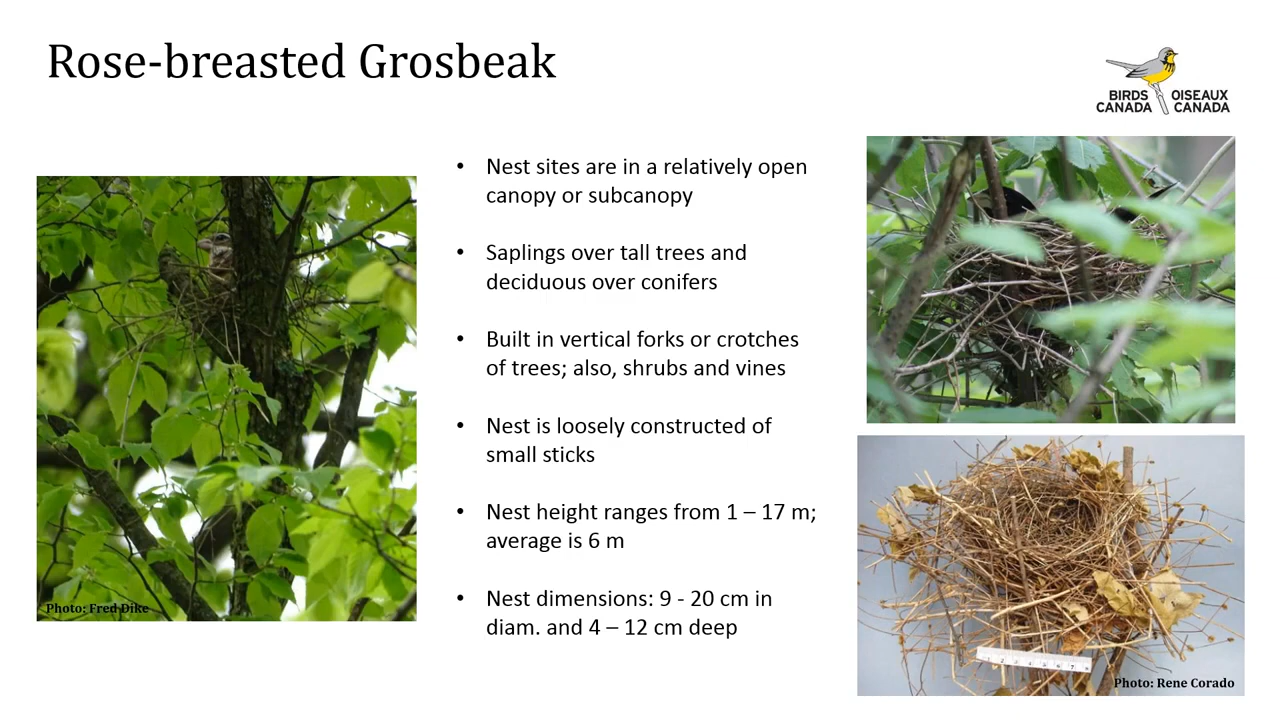 Rose-breasted Grosbeak
BIRDS OISEAUX
CANADA CANADA
• Nest sites are in a relatively open
canopy or subcanopy
• Saplings over tall trees and
deciduous over conifers
• Built in vertical forks or crotches
of trees; also, shrubs and vines
• Nest is loosely constructed of
small sticks
• Nest height ranges from 1 – 17 m;
average is 6 m
• Nest dimensions: 9 - 20 cm in
diam. and 4 – 12 cm deep
Photo: Fred Dike
Photo: Rene Corado